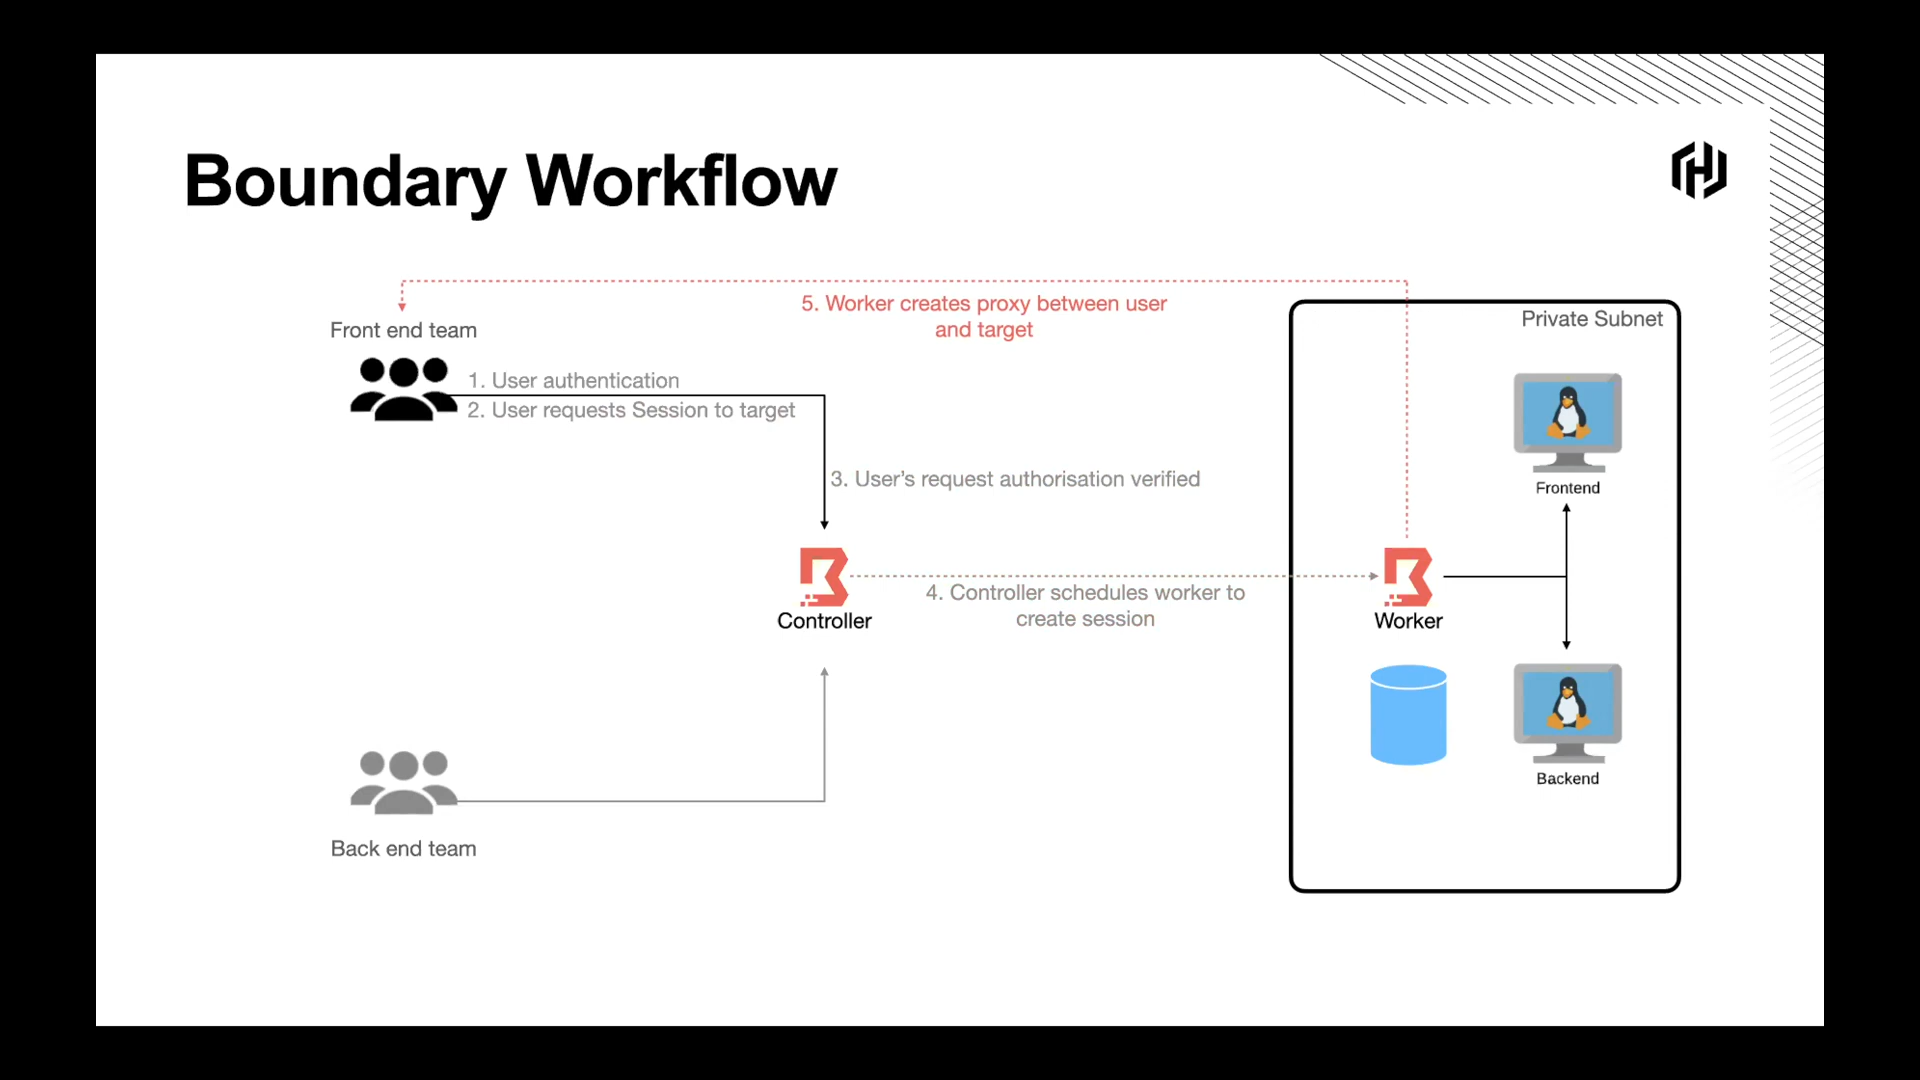 Boundary Workflow
5. Worker creates proxy between user
and target
Private Subnet
Front end team
1. User authentication
2. User requests Session to target
3. User’s request authorisation verified
Frontend
4. Controller schedules worker to
create session
Controller
Worker
Backend
Back end team